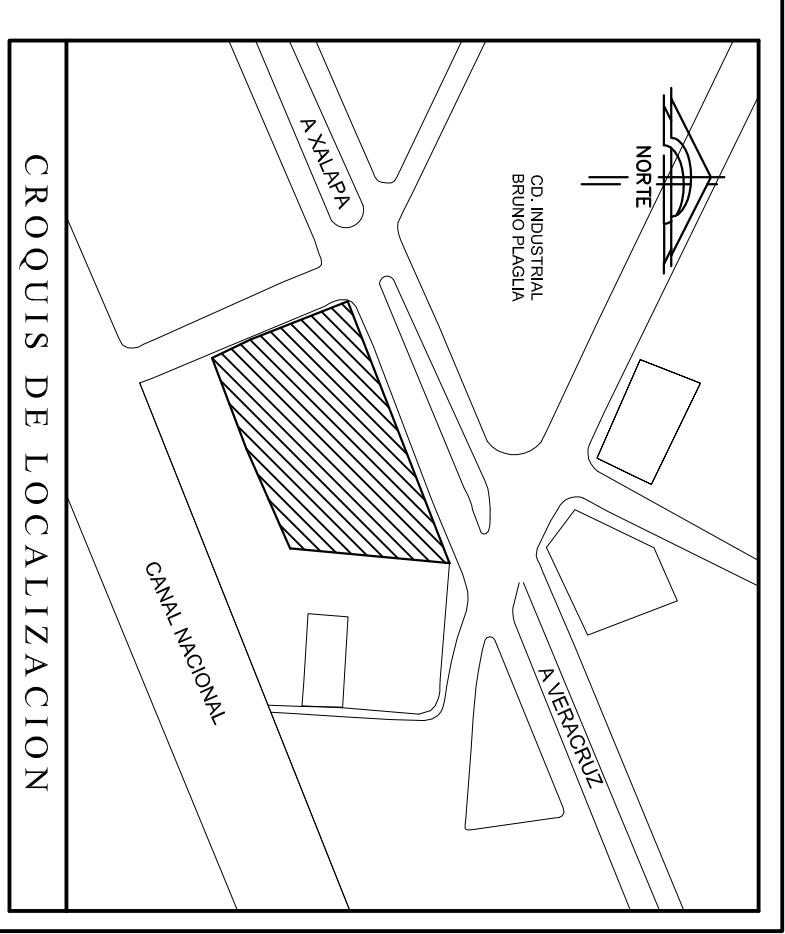 NORTE
CD. INDUSTRIAL
BRUNO PLAGLIA
A XALAPA
A VERACRUZ
CANAL NACIONAL
CROQUIS DE LOCALIZACION